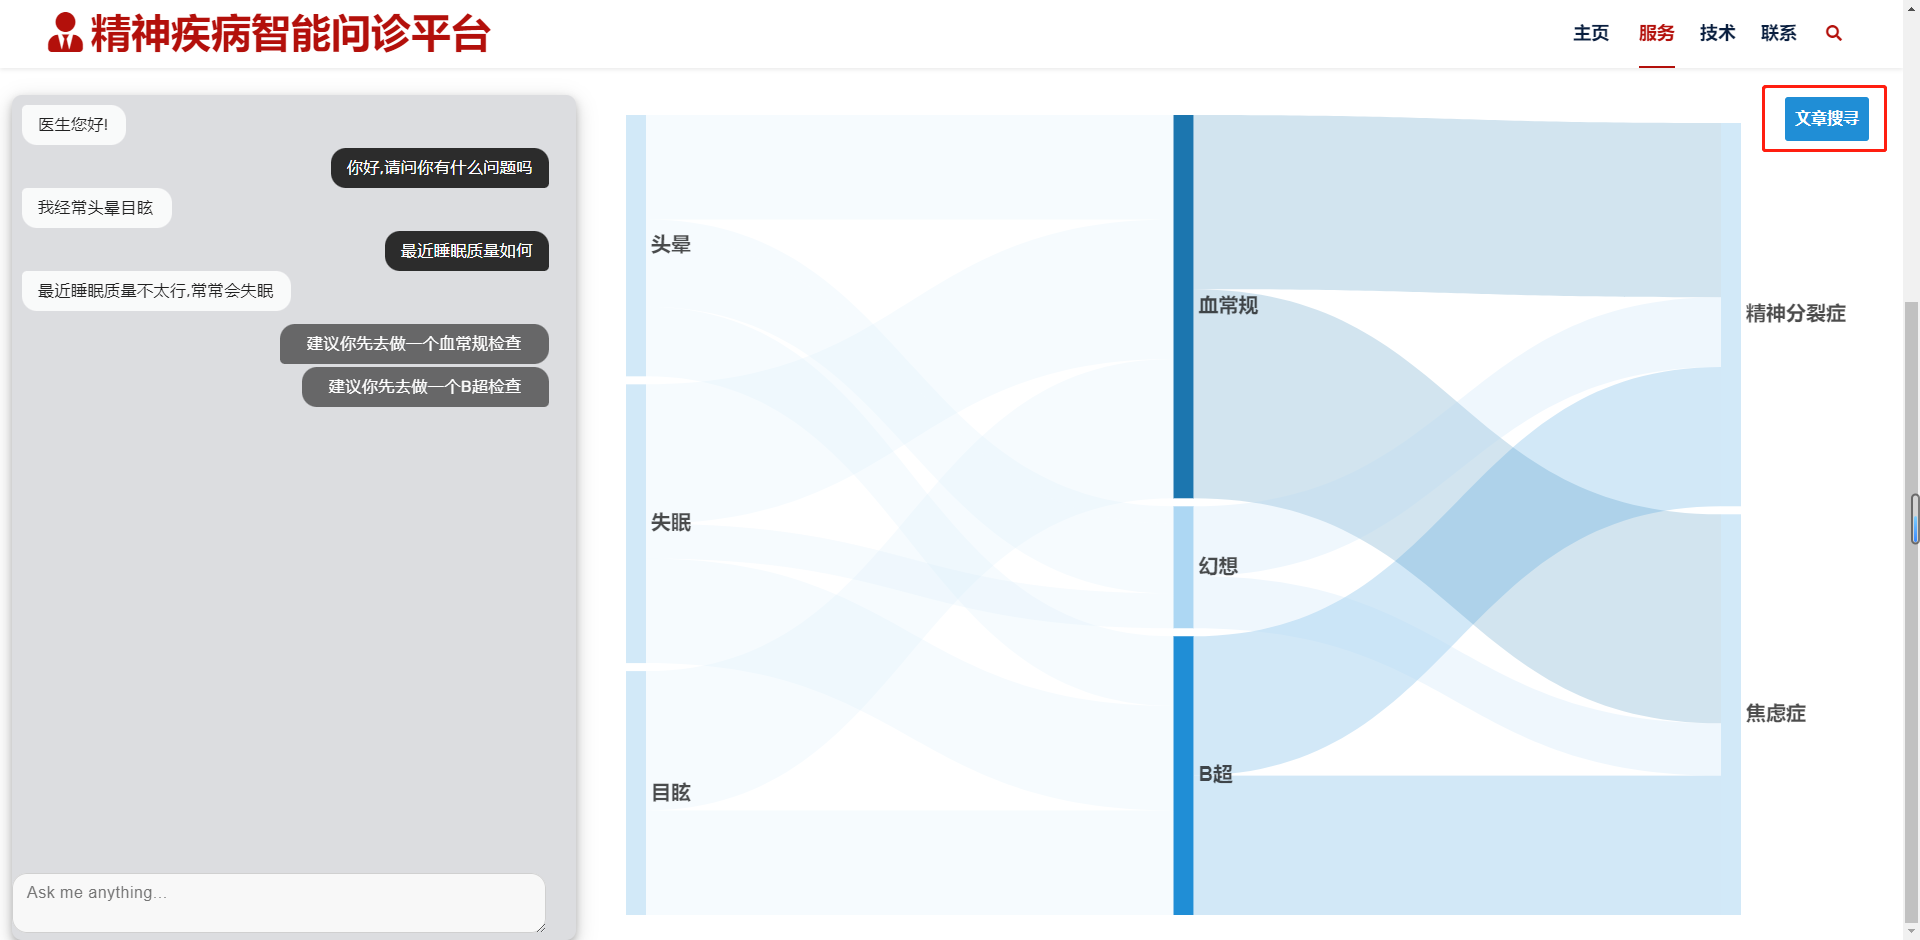 精神疾病智能问诊平台
主页 服务 技术 联系
医生您好!
你好,请问你有什么问题吗
我经常头晕目眩
最近睡眠质量如何
最近睡眠质量不太行,常常会失眠
建议你先去做一个血常规检查
建议你先去做一个B超检查
Ask me anything...
文章搜寻
头晕
失眠
目眩
血常规
幻想
B超
精神分裂症
焦虑症